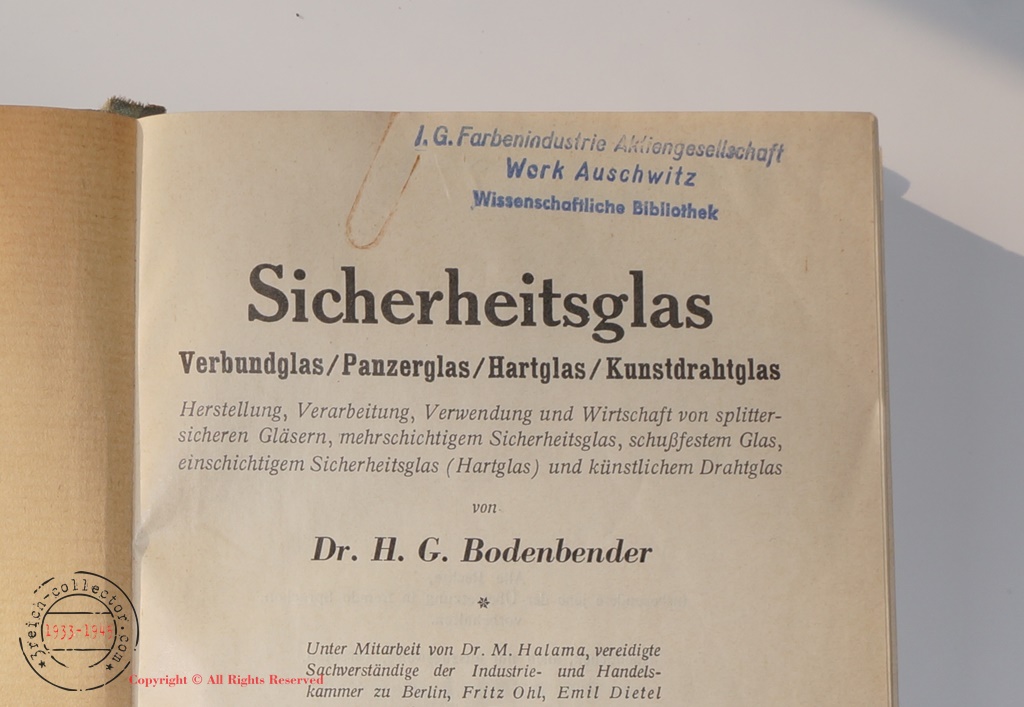 I. G. Farbenindustrie Aktiengesellschaft
Werk Auschwitz
Wissenschaftliche Bibliothek
Sicherheitsglas
Verbundglas/Panzerglas/Hartglas/Kunstdrahtglas
Herstellung, Verarbeitung, Verwendung und Wirtschaft von splitter-
sicheren Gläsern, mehrschichtigem Sicherheitsglas, schußfestem Glas,
einschichtigem Sicherheitsglas (Hartglas) und künstlichem Drahtglas
von
Dr. H. G. Bodenbender
*
Unter Mitarbeit von Dr. M. Halama, vereidigte
Sachverständige der Industrie- und Handels-
kammer zu Berlin, Fritz Ohl, Emil Dietel
*3reich-collector.com*
1933-1945
Copyright © All Rights Reserved